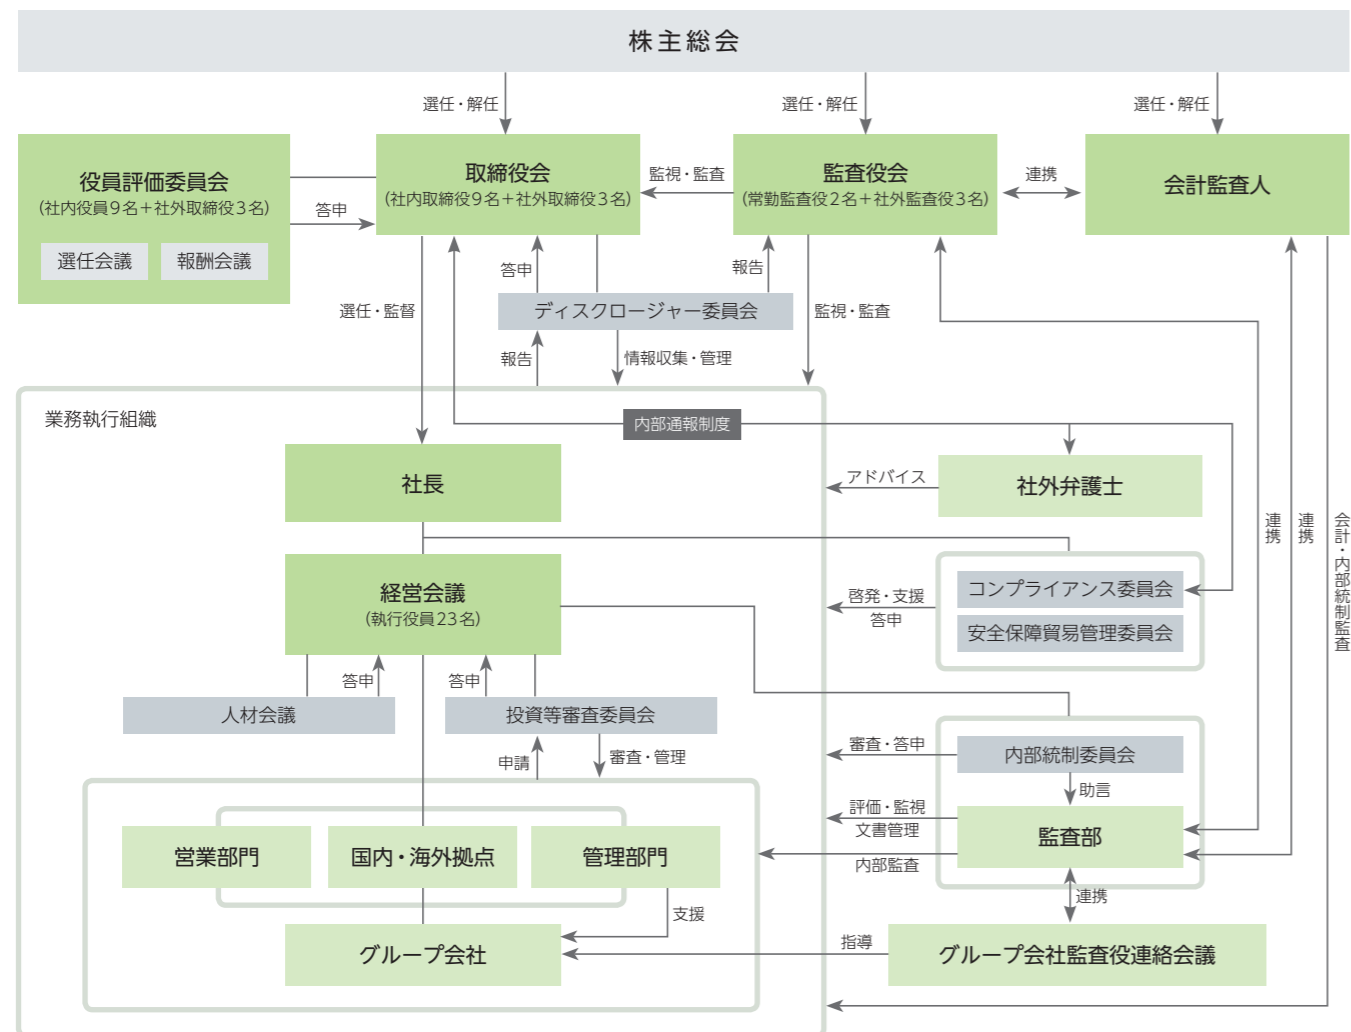 株主総会
選任・解任
選任・解任
選任・解任
役員評価委員会
(社内役員9名＋社外取締役3名)
選任会議
報酬会議
答申
取締役会
(社内取締役9名＋社外取締役3名)
監視・監査
監査役会
(常勤監査役2名＋社外監査役3名)
連携
会計監査人
選任・監督
答申
報告
ディスクロージャー委員会
監視・監査
報告
情報収集・管理
業務執行組織
内部通報制度
社長
アドバイス
社外弁護士
経営会議
(執行役員23名)
啓発・支援
答申
コンプライアンス委員会
安全保障貿易管理委員会
連携
連携
会計・内部統制監査
答申
答申
人材会議
投資等審査委員会
申請
審査・管理
審査・答申
内部統制委員会
助言
評価・監視
文書管理
監査部
内部監査
営業部門
国内・海外拠点
管理部門
支援
連携
グループ会社
指導
グループ会社監査役連絡会議